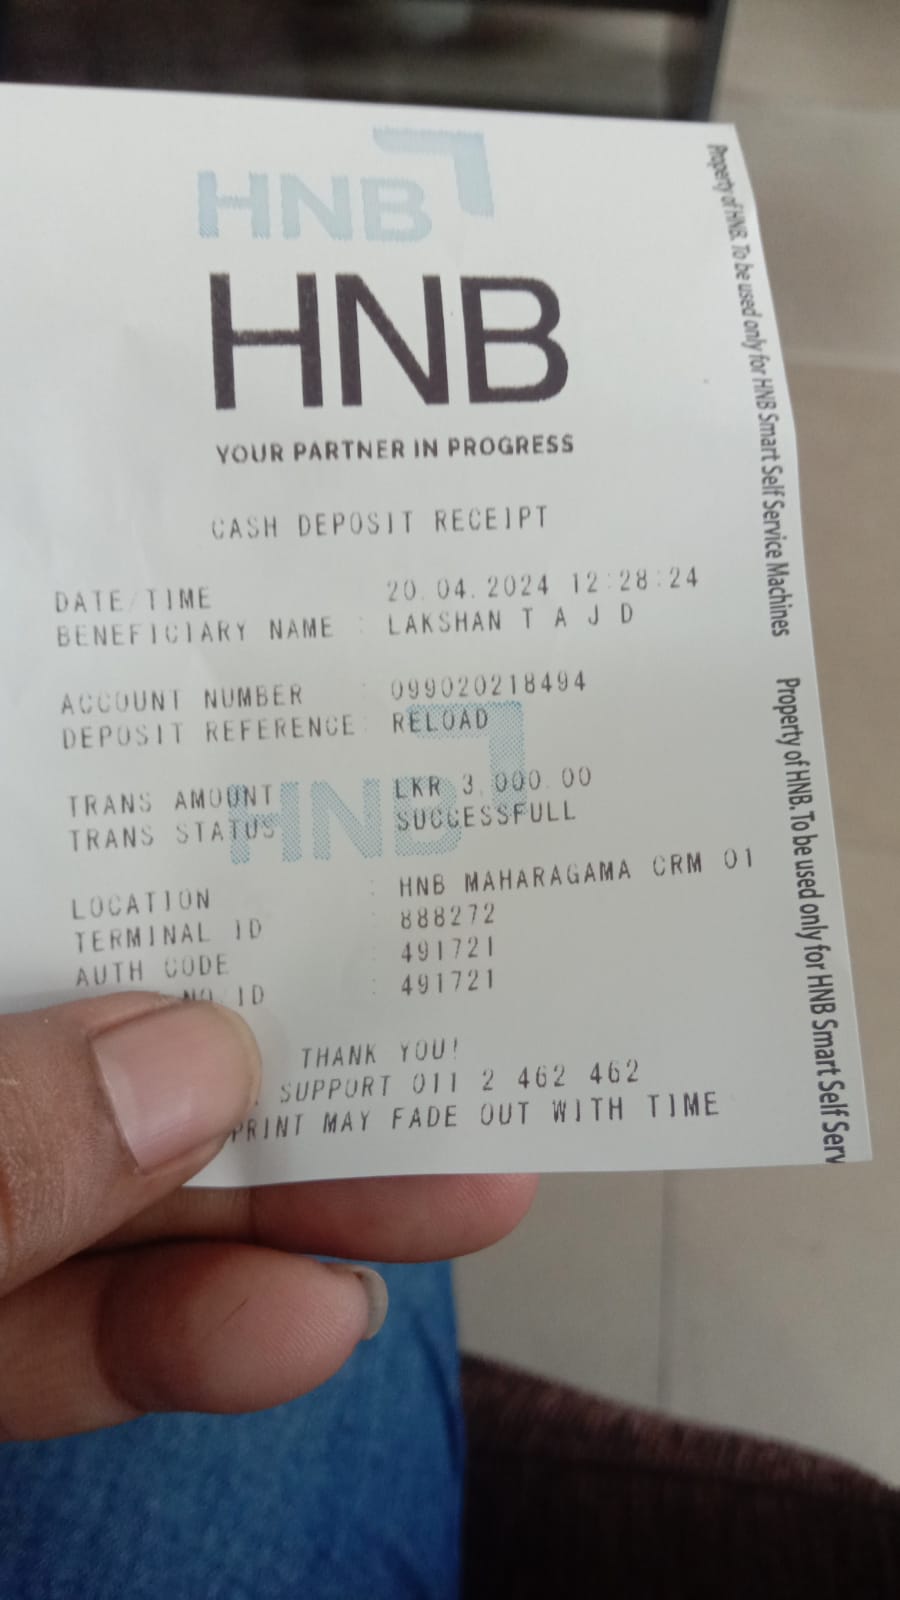 HNB
HNB
YOUR PARTNER IN PROGRESS
CASH DEPOSIT RECEIPT
DATE/TIME 20.04.2024 12:28:24
BENEFICIARY NAME : LAKSHAN T A J D
ACCOUNT NUMBER : 099020218494
DEPOSIT REFERENCE : RELOAD
TRANS AMOUNT LKR 3,000.00
TRANS STATUS SUCCESSFULL
HNB
LOCATION : HNB MAHARAGAMA CRM 01
TERMINAL ID : 888272
AUTH CODE : 491721
NO ID : 491721
THANK YOU!
SUPPORT 011 2 462 462
PRINT MAY FADE OUT WITH TIME
Property of HNB. To be used only for HNB Smart Self Service Machines
Property of HNB. To be used only for HNB Smart Self Serv